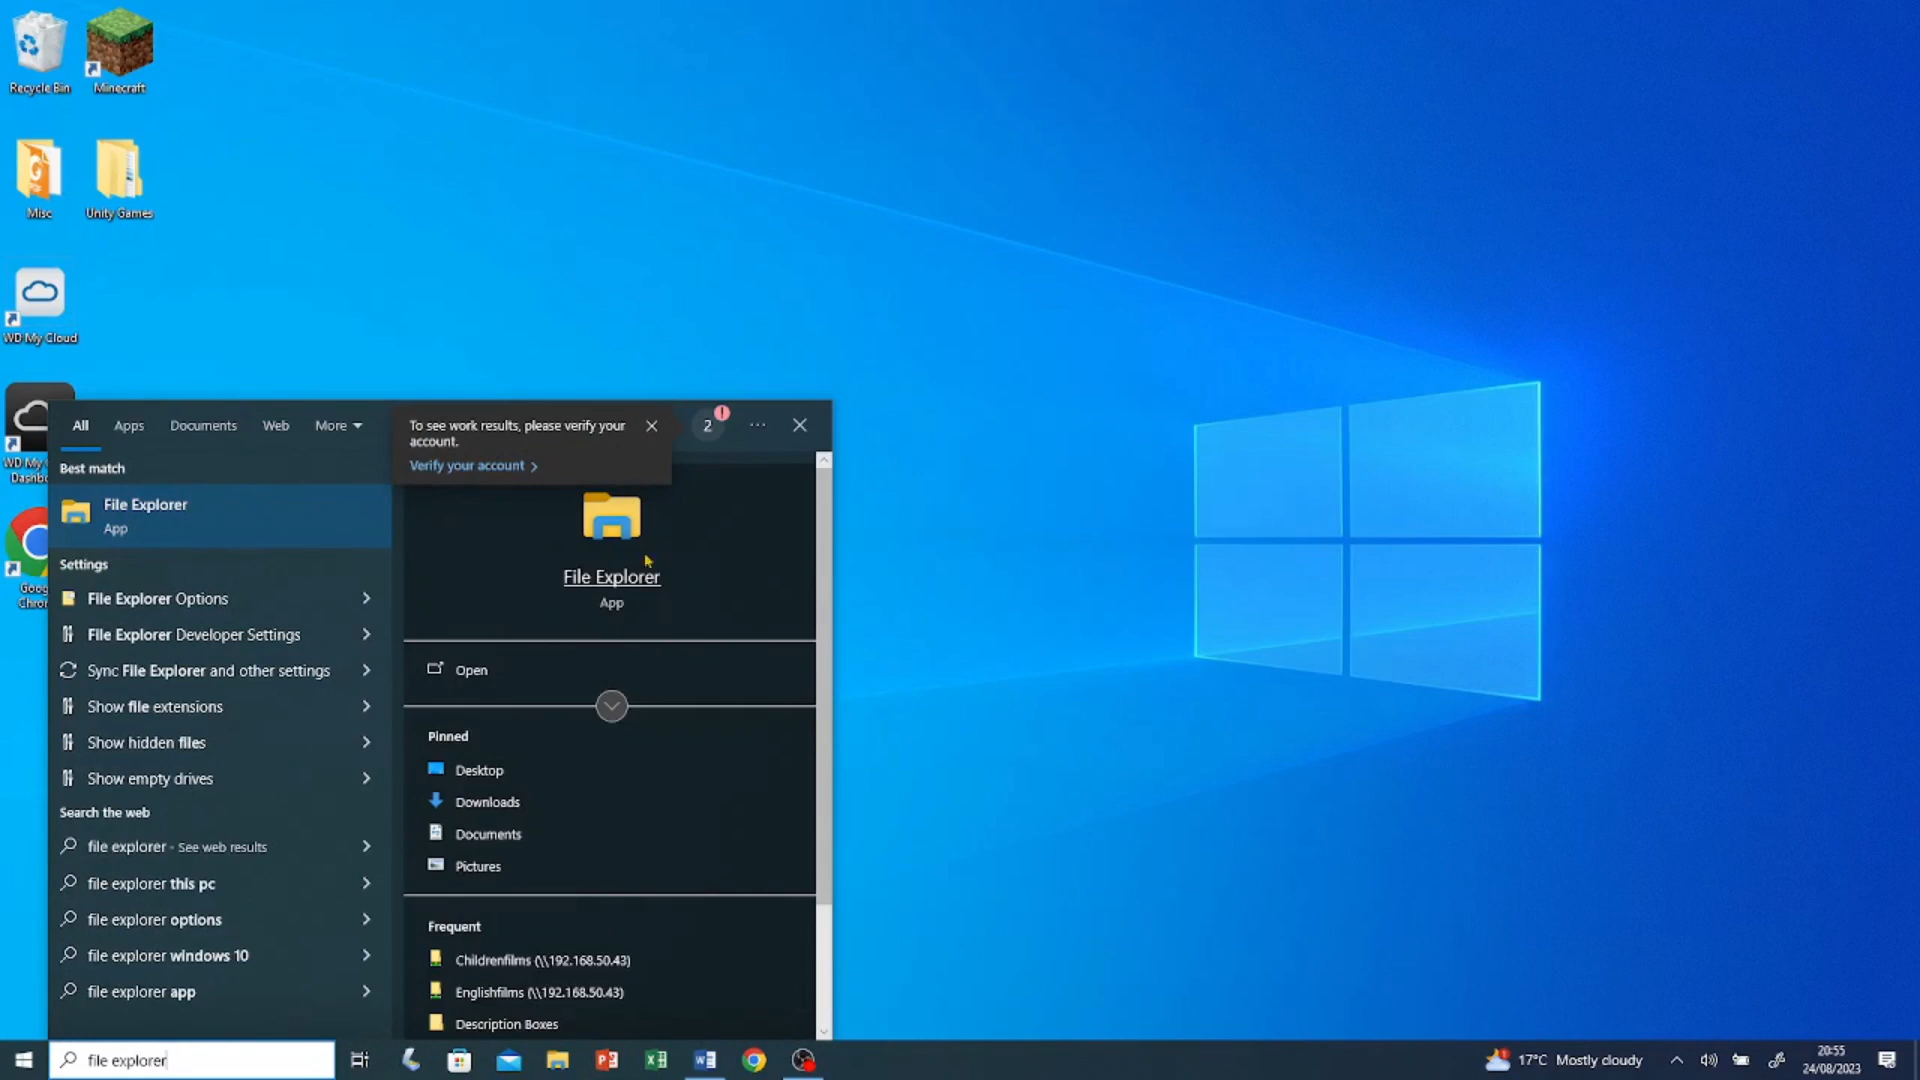 Recycle Bin
Minecraft
Misc
Unity Games
WD My Cloud
WD My
Dashbo
Goog
Chron
All
Apps
Documents
Web
More
To see work results, please verify your
account.
Verify your account
2
Best match
File Explorer
App
Settings
File Explorer Options
File Explorer Developer Settings
Sync File Explorer and other settings
Show file extensions
Show hidden files
Show empty drives
Search the web
file explorer - See web results
file explorer this pc
file explorer options
file explorer windows 10
file explorer app
File Explorer
App
Open
Pinned
Desktop
Downloads
Documents
Pictures
Frequent
Childrenfilms (\\192.168.50.43)
Englishfilms (\\192.168.50.43)
Description Boxes
file explorer
17°C Mostly cloudy
20:55
24/08/2023